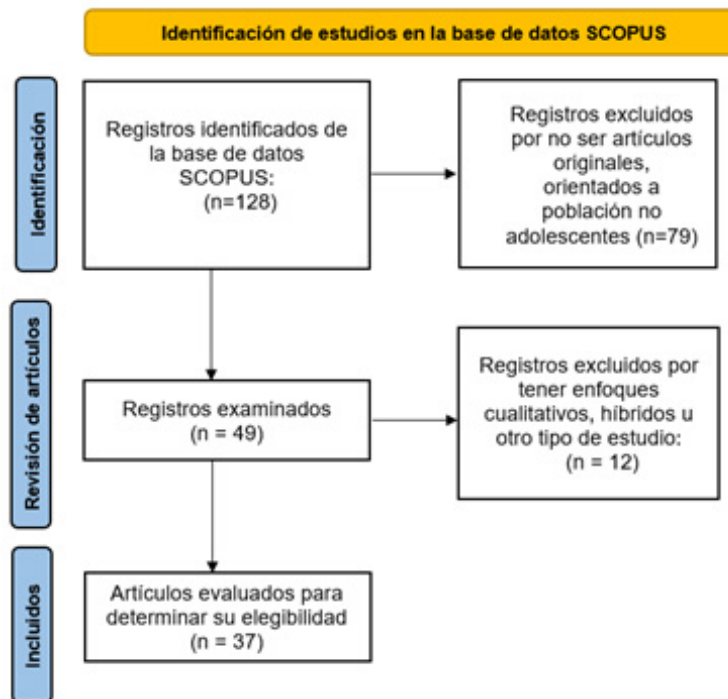 Identificación de estudios en la base de datos SCOPUS
Identificación
Registros identificados de
la base de datos
SCOPUS:
(n=128)
Registros excluidos
por no ser artículos
originales,
orientados a
población no
adolescentes (n=79)
Revisión de artículos
Registros examinados
(n = 49)
Registros excluidos por
tener enfoques
cualitativos, híbridos u
otro tipo de estudio:
(n = 12)
Incluidos
Artículos evaluados para
determinar su elegibilidad
(n = 37)